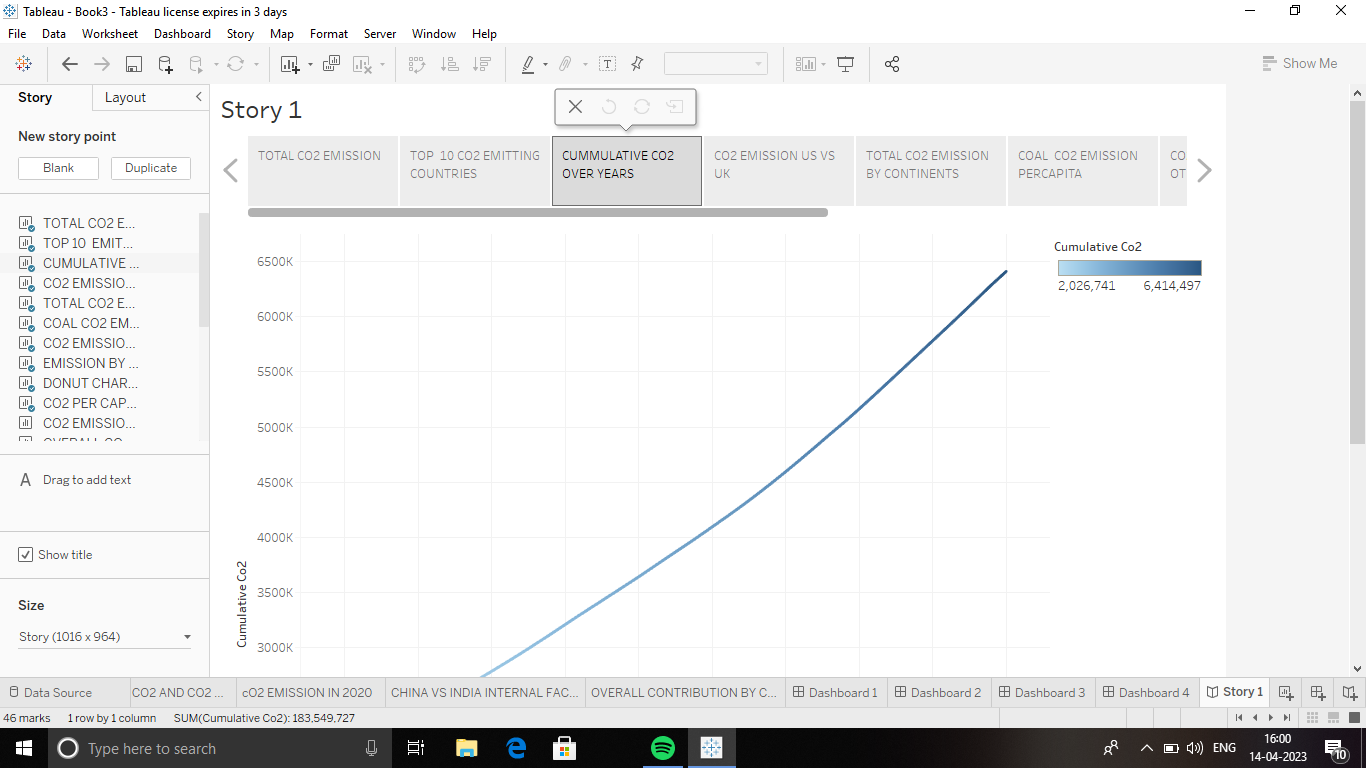 Tableau - Book3 - Tableau license expires in 3 days
File Data Worksheet Dashboard Story Map Format Server Window Help
Show Me
Story Layout
New story point
Blank Duplicate
TOTAL CO2 E...
TOP 10 EMIT...
CUMULATIVE ...
CO2 EMISSIO...
TOTAL CO2 E...
COAL CO2 EM...
CO2 EMISSIO...
EMISSION BY ...
DONUT CHAR...
CO2 PER CAP...
CO2 EMISSIO...
A Drag to add text
Show title
Size
Story (1016 x 964)
Story 1
TOTAL CO2 EMISSION
TOP 10 CO2 EMITTING
COUNTRIES
CUMMULATIVE CO2
OVER YEARS
CO2 EMISSION US VS
UK
TOTAL CO2 EMISSION
BY CONTINENTS
COAL CO2 EMISSION
PERCAPITA
CO
OT
6500K
6000K
5500K
5000K
4500K
4000K
3500K
3000K
Cumulative Co2
Cumulative Co2
2,026,741 6,414,497
Data Source CO2 AND CO2 ... cO2 EMISSION IN 2020 CHINA VS INDIA INTERNAL FAC... OVERALL CONTRIBUTION BY C... Dashboard 1 Dashboard 2 Dashboard 3 Dashboard 4 Story 1
46 marks 1 row by 1 column SUM(Cumulative Co2): 183,549,727
Type here to search
ENG
16:00
14-04-2023
10